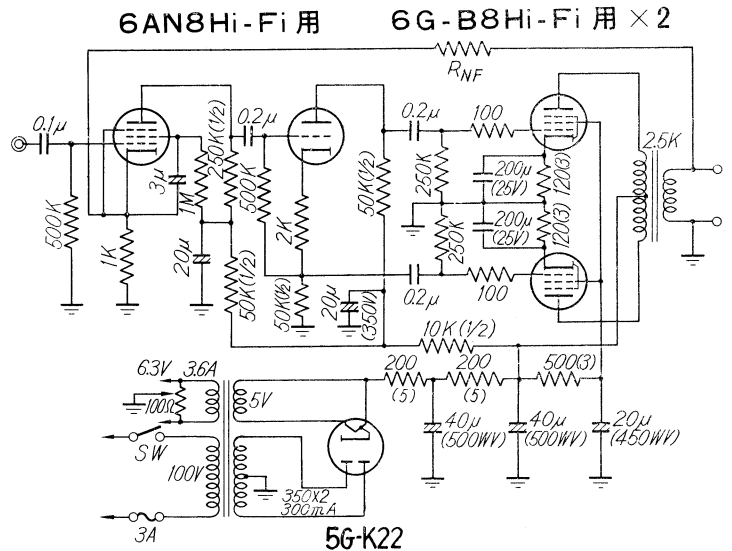 6AN8Hi-Fi用
6G-B8Hi-Fi用×2
RNF
0.1μ
500K
1K
3μ
1M
250K(1/2)
20μ
50K(1/2)
0.2μ
500K
2K
50K(1/2)
20μ
(350V)
50K(1/2)
0.2μ
100
250K
200μ
(25V)
120(3)
200μ
(25V)
120(3)
250K
0.2μ
100
2.5K
10K(1/2)
200
(5)
200
(5)
500(3)
40μ
(500WV)
40μ
(500WV)
20μ
(450WV)
6.3V
3.6A
100Ω
5V
SW
100V
350X2
300mA
3A
5G-K22